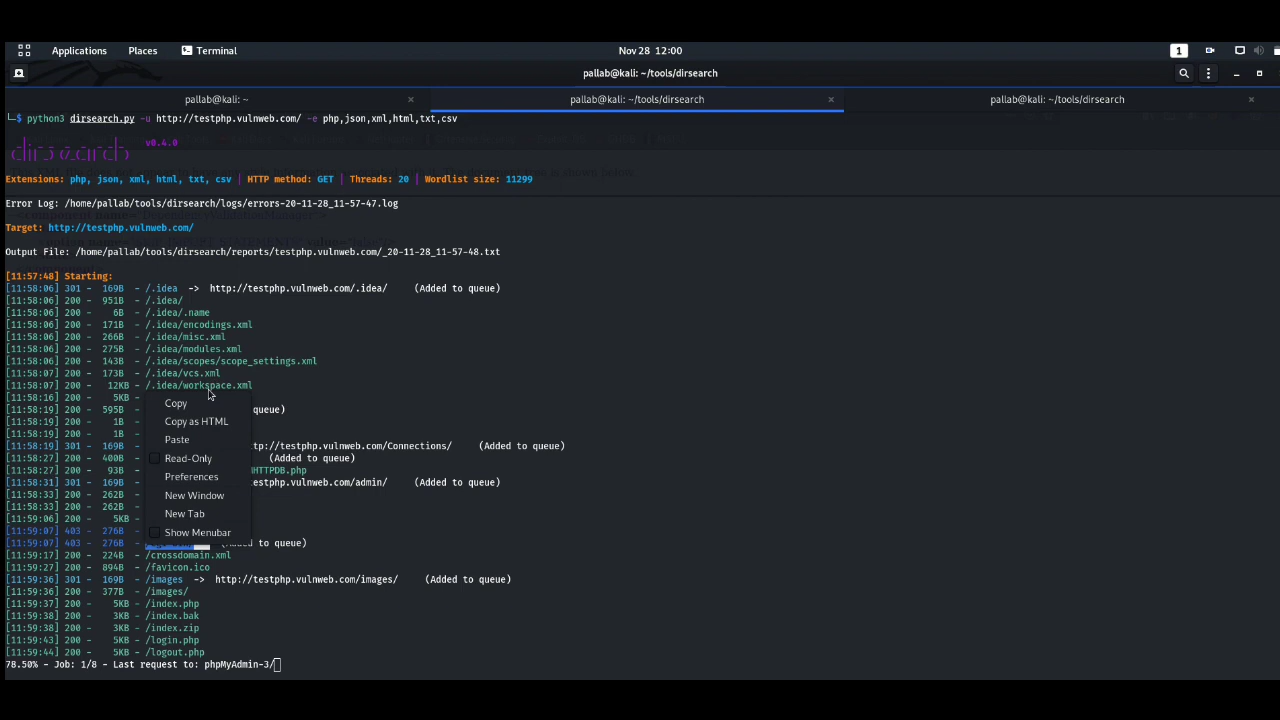 Applications Places Terminal Nov 28 12:00 1
pallab@kali: ~/tools/dirsearch
pallab@kali: ~ × pallab@kali: ~/tools/dirsearch × pallab@kali: ~/tools/dirsearch ×
└─$ python3 dirsearch.py -u http://testphp.vulnweb.com/ -e php,json,xml,html,txt,csv
v0.4.0
Extensions: php, json, xml, html, txt, csv | HTTP method: GET | Threads: 20 | Wordlist size: 11299
Error Log: /home/pallab/tools/dirsearch/logs/errors-20-11-28_11-57-47.log
Target: http://testphp.vulnweb.com/
Output File: /home/pallab/tools/dirsearch/reports/testphp.vulnweb.com/_20-11-28_11-57-48.txt
[11:57:48] Starting:
[11:58:06] 301 - 169B - /.idea -> http://testphp.vulnweb.com/.idea/ (Added to queue)
[11:58:06] 200 - 951B - /.idea/
[11:58:06] 200 - 6B - /.idea/.name
[11:58:06] 200 - 171B - /.idea/encodings.xml
[11:58:06] 200 - 266B - /.idea/misc.xml
[11:58:06] 200 - 275B - /.idea/modules.xml
[11:58:06] 200 - 143B - /.idea/scopes/scope_settings.xml
[11:58:07] 200 - 173B - /.idea/vcs.xml
[11:58:07] 200 - 12KB - /.idea/workspace.xml
[11:58:16] 200 - 5KB -
[11:58:19] 200 - 595B - queue)
[11:58:19] 200 - 1B -
[11:58:19] 200 - 1B -
[11:58:19] 301 - 169B - tp://testphp.vulnweb.com/Connections/ (Added to queue)
[11:58:27] 200 - 400B - (Added to queue)
[11:58:27] 200 - 93B - HTTPDB.php
[11:58:31] 301 - 169B - estphp.vulnweb.com/admin/ (Added to queue)
[11:58:33] 200 - 262B -
[11:58:33] 200 - 262B -
[11:59:06] 200 - 5KB -
[11:59:07] 403 - 276B -
[11:59:07] 403 - 276B - (Added to queue)
Copy
Copy as HTML
Paste
Read-Only
Preferences
New Window
New Tab
Show Menubar
[11:59:17] 200 - 224B - /crossdomain.xml
[11:59:27] 200 - 894B - /favicon.ico
[11:59:36] 301 - 169B - /images -> http://testphp.vulnweb.com/images/ (Added to queue)
[11:59:36] 200 - 377B - /images/
[11:59:37] 200 - 5KB - /index.php
[11:59:38] 200 - 3KB - /index.bak
[11:59:38] 200 - 3KB - /index.zip
[11:59:43] 200 - 5KB - /login.php
[11:59:44] 200 - 5KB - /logout.php
78.50% - Job: 1/8 - Last request to: phpMyAdmin-3/